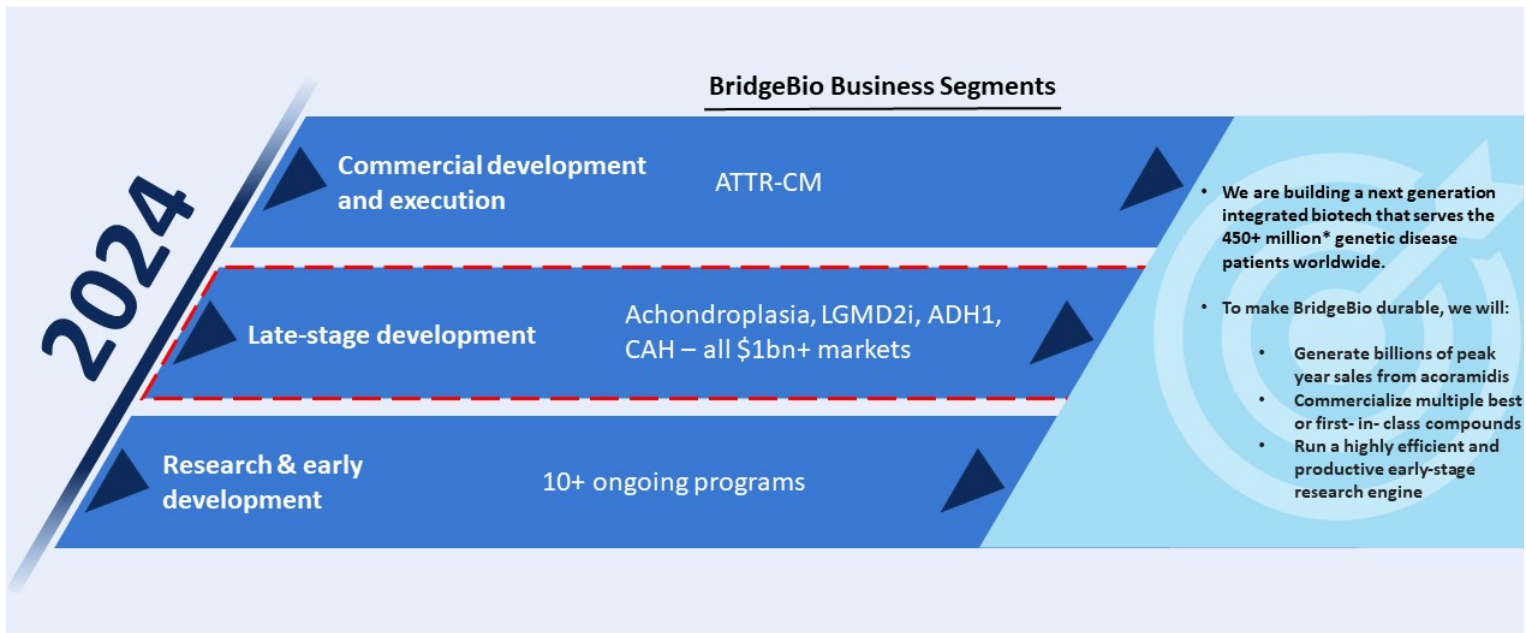 BridgeBio Business Segments
2024
Commercial development
and execution
ATTR-CM
Late-stage development
Achondroplasia, LGMD2i, ADH1,
CAH – all $1bn+ markets
Research & early
development
10+ ongoing programs
• We are building a next generation
integrated biotech that serves the
450+ million* genetic disease
patients worldwide.
• To make BridgeBio durable, we will:
• Generate billions of peak
year sales from acoramidis
• Commercialize multiple best
or first- in- class compounds
• Run a highly efficient and
productive early-stage
research engine